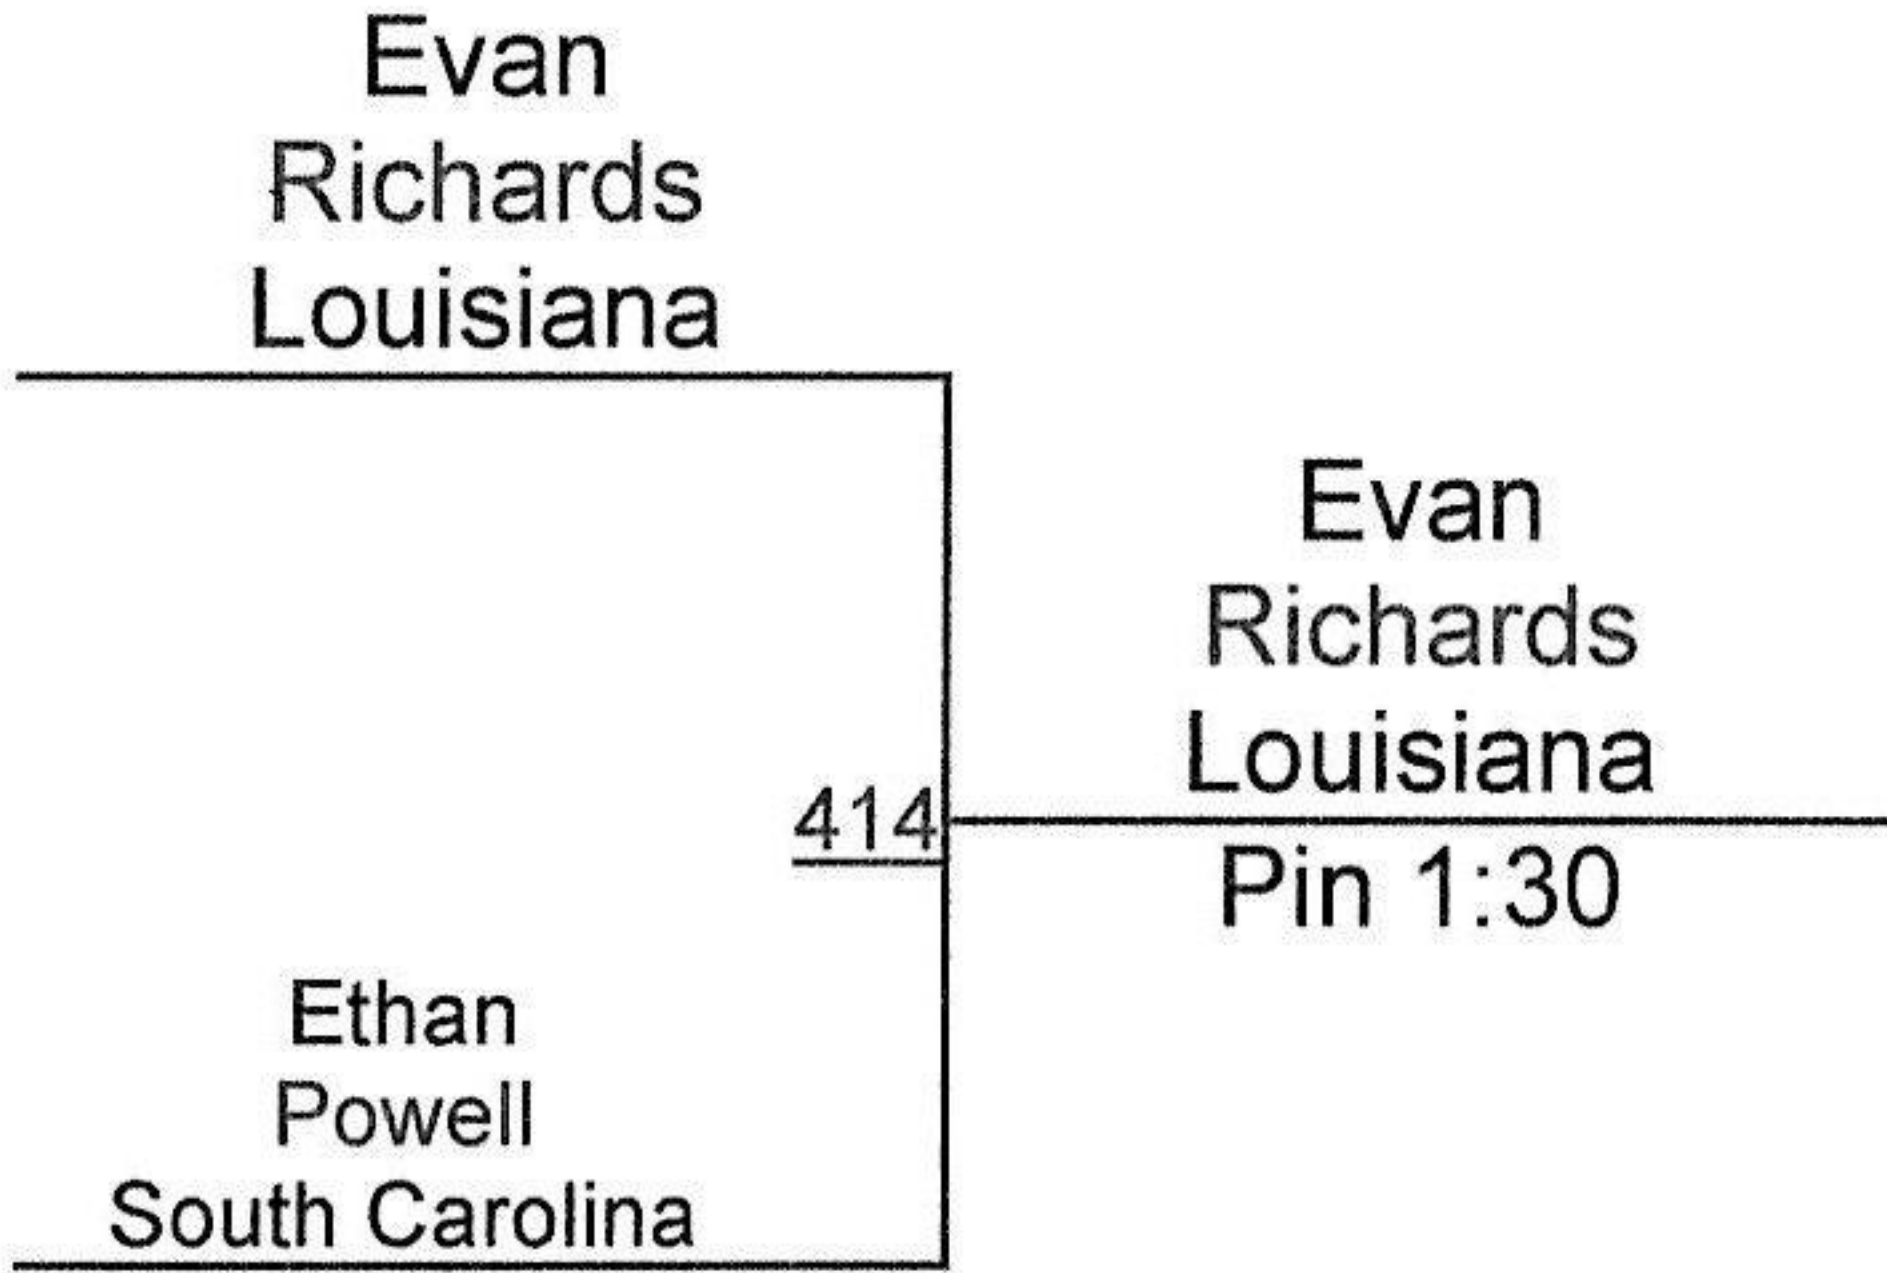 Evan
Richards
Louisiana
414
Evan
Richards
Louisiana
Pin 1:30
Ethan
Powell
South Carolina